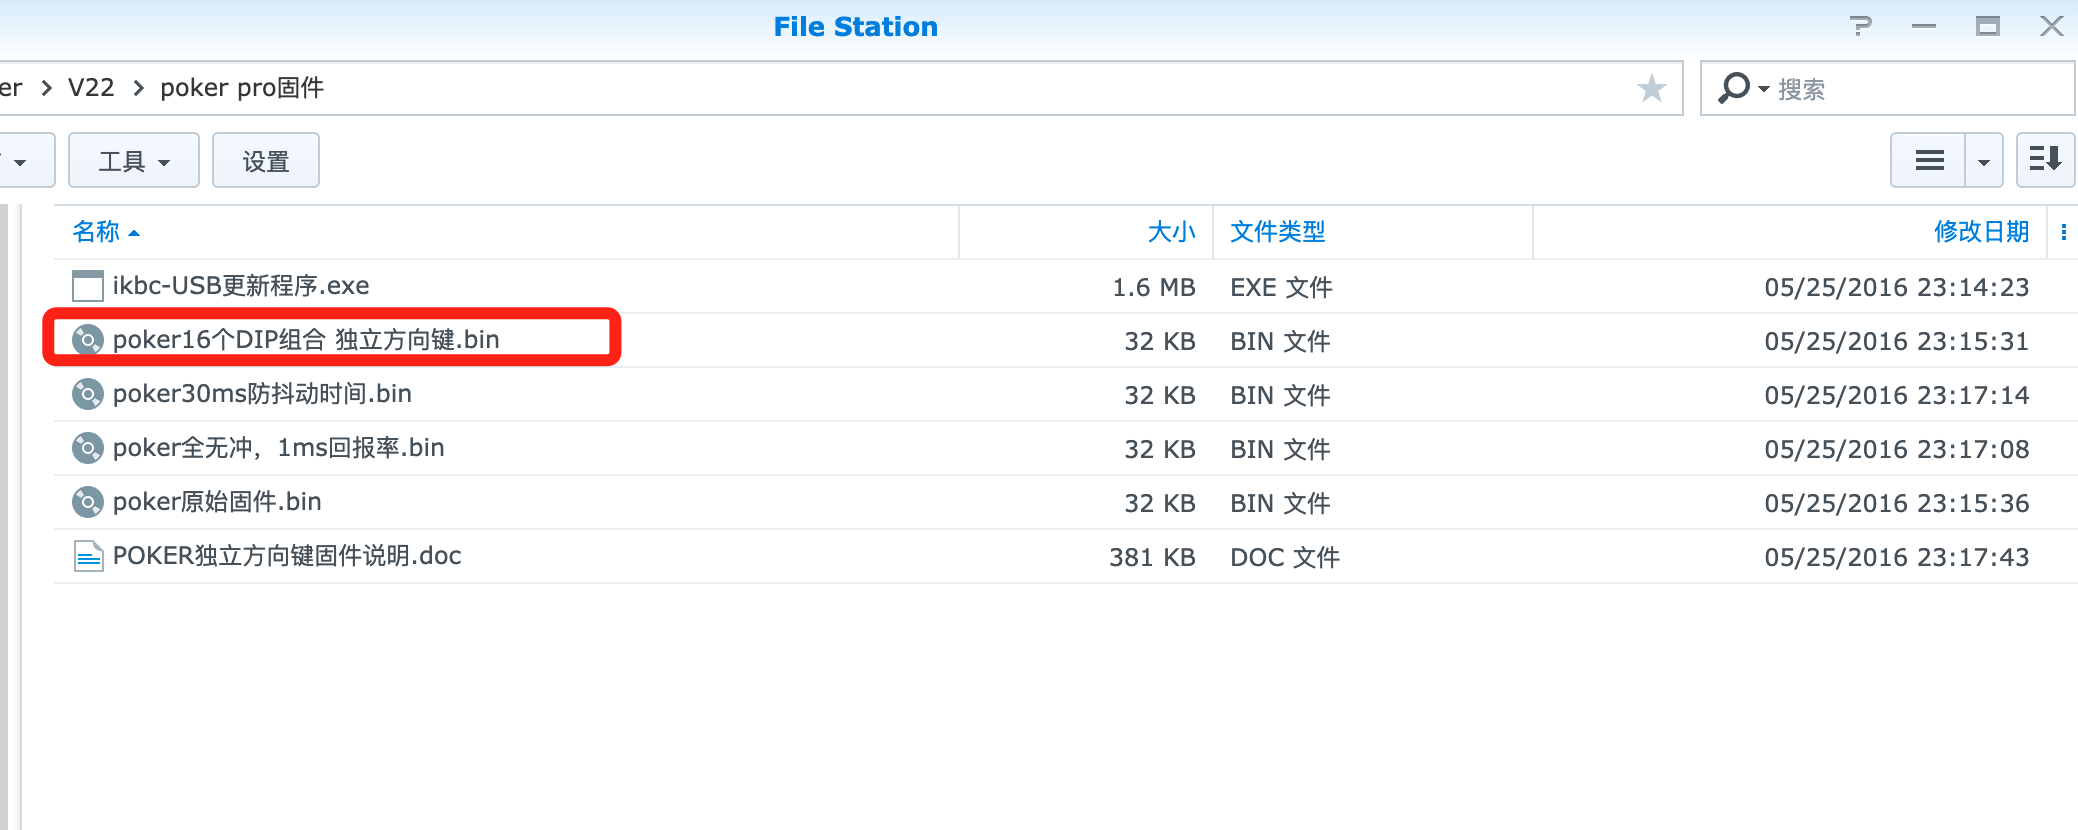 File Station
er > V22 > poker pro固件
搜索
工具 设置
名称 大小 文件类型 修改日期
ikbc-USB更新程序.exe 1.6 MB EXE 文件 05/25/2016 23:14:23
poker16个DIP组合 独立方向键.bin 32 KB BIN 文件 05/25/2016 23:15:31
poker30ms防抖动时间.bin 32 KB BIN 文件 05/25/2016 23:17:14
poker全无冲，1ms回报率.bin 32 KB BIN 文件 05/25/2016 23:17:08
poker原始固件.bin 32 KB BIN 文件 05/25/2016 23:15:36
POKER独立方向键固件说明.doc 381 KB DOC 文件 05/25/2016 23:17:43